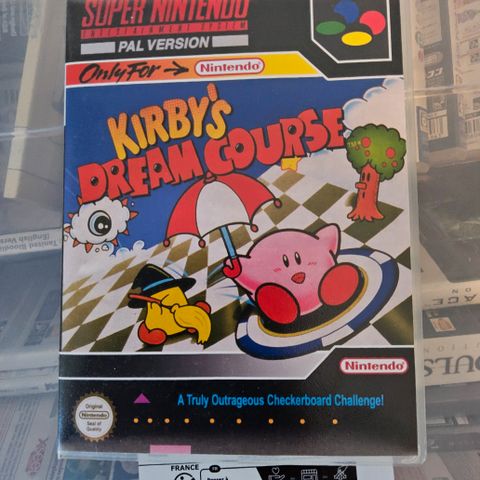 SUPER NINTENDO
ENTERTAINMENT SYSTEM
PAL VERSION
Only For
Nintendo
KIRBY'S
DREAM COURSE
TM
Nintendo
Original
Nintendo
Seal of
Quality
A Truly Outrageous Checkerboard Challenge!
FRANCE